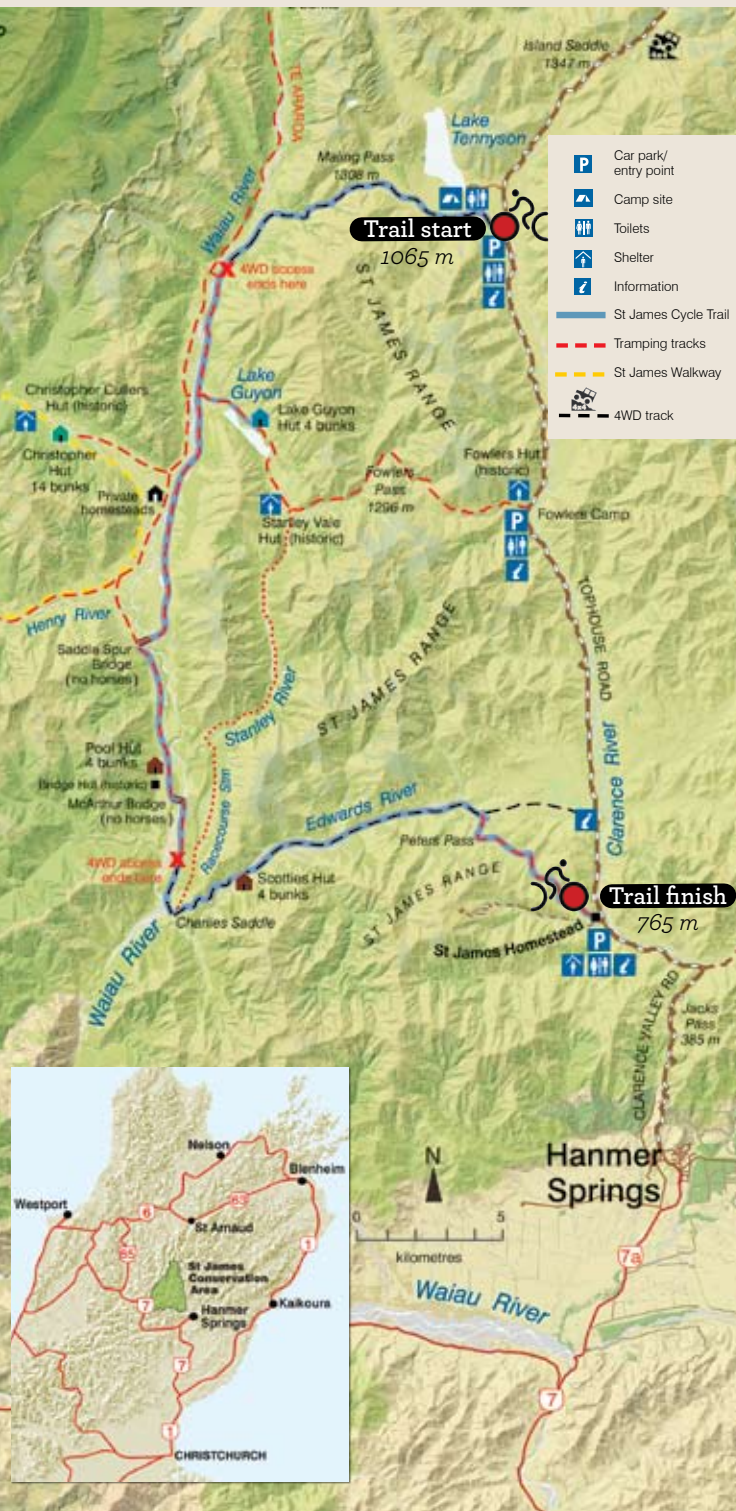 Island Saddle
1347 m
TE ARAROA
Lake
Tennyson
Maling Pass
1308 m
Waiau River
Trail start
1065 m
P
i
4WD access
ends here
ST JAMES RANGE
P
Car park/
entry point
Camp site
Toilets
Shelter
i
Information
St James Cycle Trail
Tramping tracks
St James Walkway
4x4
4WD track
Lake
Guyon
Christopher Cullers
Hut (historic)
Lake Guyon
Hut 4 bunks
Christopher
Hut
14 bunks
Private
homesteads
Fowlers
Pass
1296 m
Fowlers Hut
(historic)
Fowlers Camp
P
i
Stanley Vale
Hut (historic)
Henry River
Saddle Spur
Bridge
(no horses)
TOPHOUSE ROAD
ST JAMES RANGE
Stanley River
Pool Hut
4 bunks
Bridge Hut (historic)
McArthur Bridge
(no horses)
Racecourse Stm
Edwards River
Clarence River
i
Peters Pass
4WD access
ends here
Scotties Hut
4 bunks
ST JAMES RANGE
Trail finish
765 m
Charlies Saddle
St James Homestead
P
i
Waiau River
CLARENCE VALLEY RD
Jacks
Pass
385 m
Hanmer
Springs
N
0 5
kilometres
7a
Waiau River
7
Nelson
Blenheim
Westport
6
63
St Arnaud
65
1
St James
Conservation
Area
7
Hanmer
Springs
Kaikoura
7
1
CHRISTCHURCH